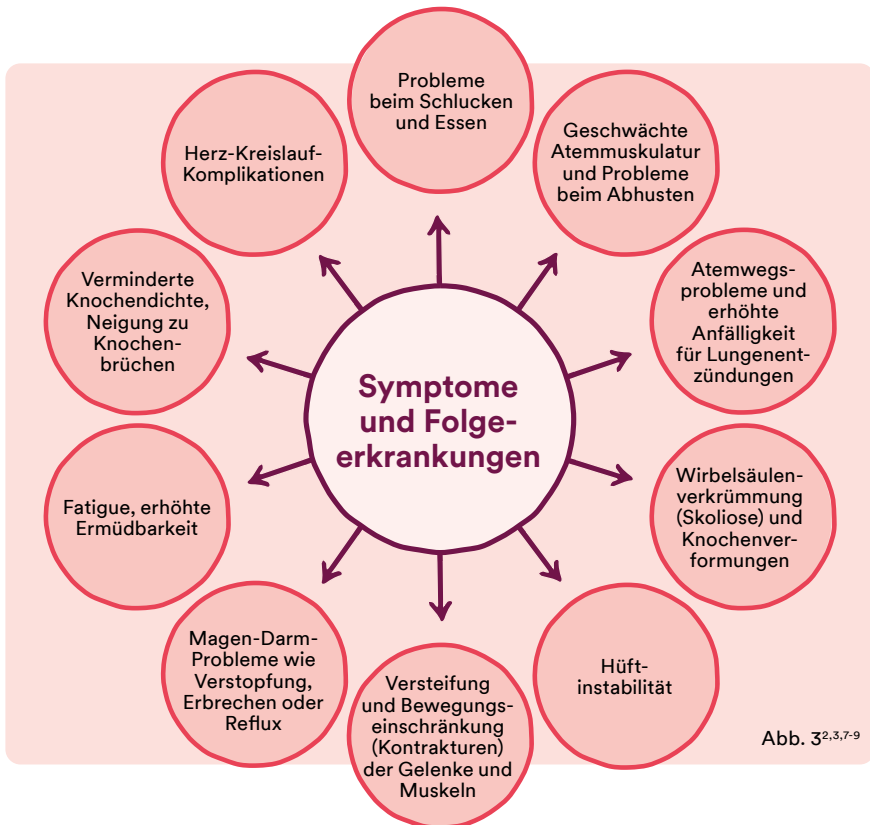 Probleme
beim Schlucken
und Essen
Geschwächte
Atemmuskulatur
und Probleme
beim Abhusten
Atemwegs-
probleme und
erhöhte
Anfälligkeit
für Lungenent-
zündungen
Wirbelsäulen-
verkrümmung
(Skoliose) und
Knochenver-
formungen
Hüft-
instabilität
Versteifung
und Bewegungs-
einschränkung
(Kontrakturen)
der Gelenke und
Muskeln
Magen-Darm-
Probleme wie
Verstopfung,
Erbrechen oder
Reflux
Fatigue, erhöhte
Ermüdbarkeit
Verminderte
Knochendichte,
Neigung zu
Knochen-
brüchen
Herz-Kreislauf-
Komplikationen
Symptome
und Folge-
erkrankungen
Abb. 3²,³,⁷-⁹